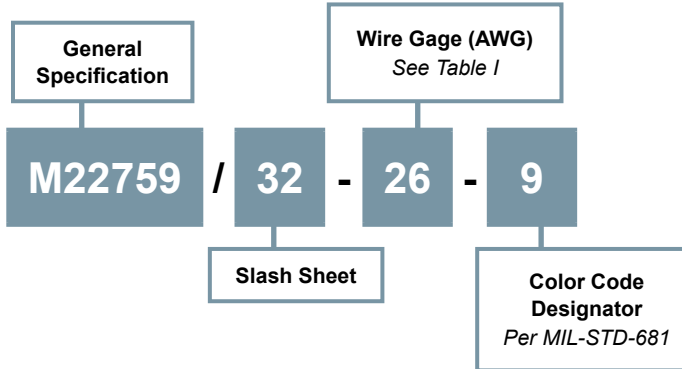 General
Specification
Wire Gage (AWG)
See Table I
M22759 / 32 - 26 - 9
Slash Sheet
Color Code
Designator
Per MIL-STD-681